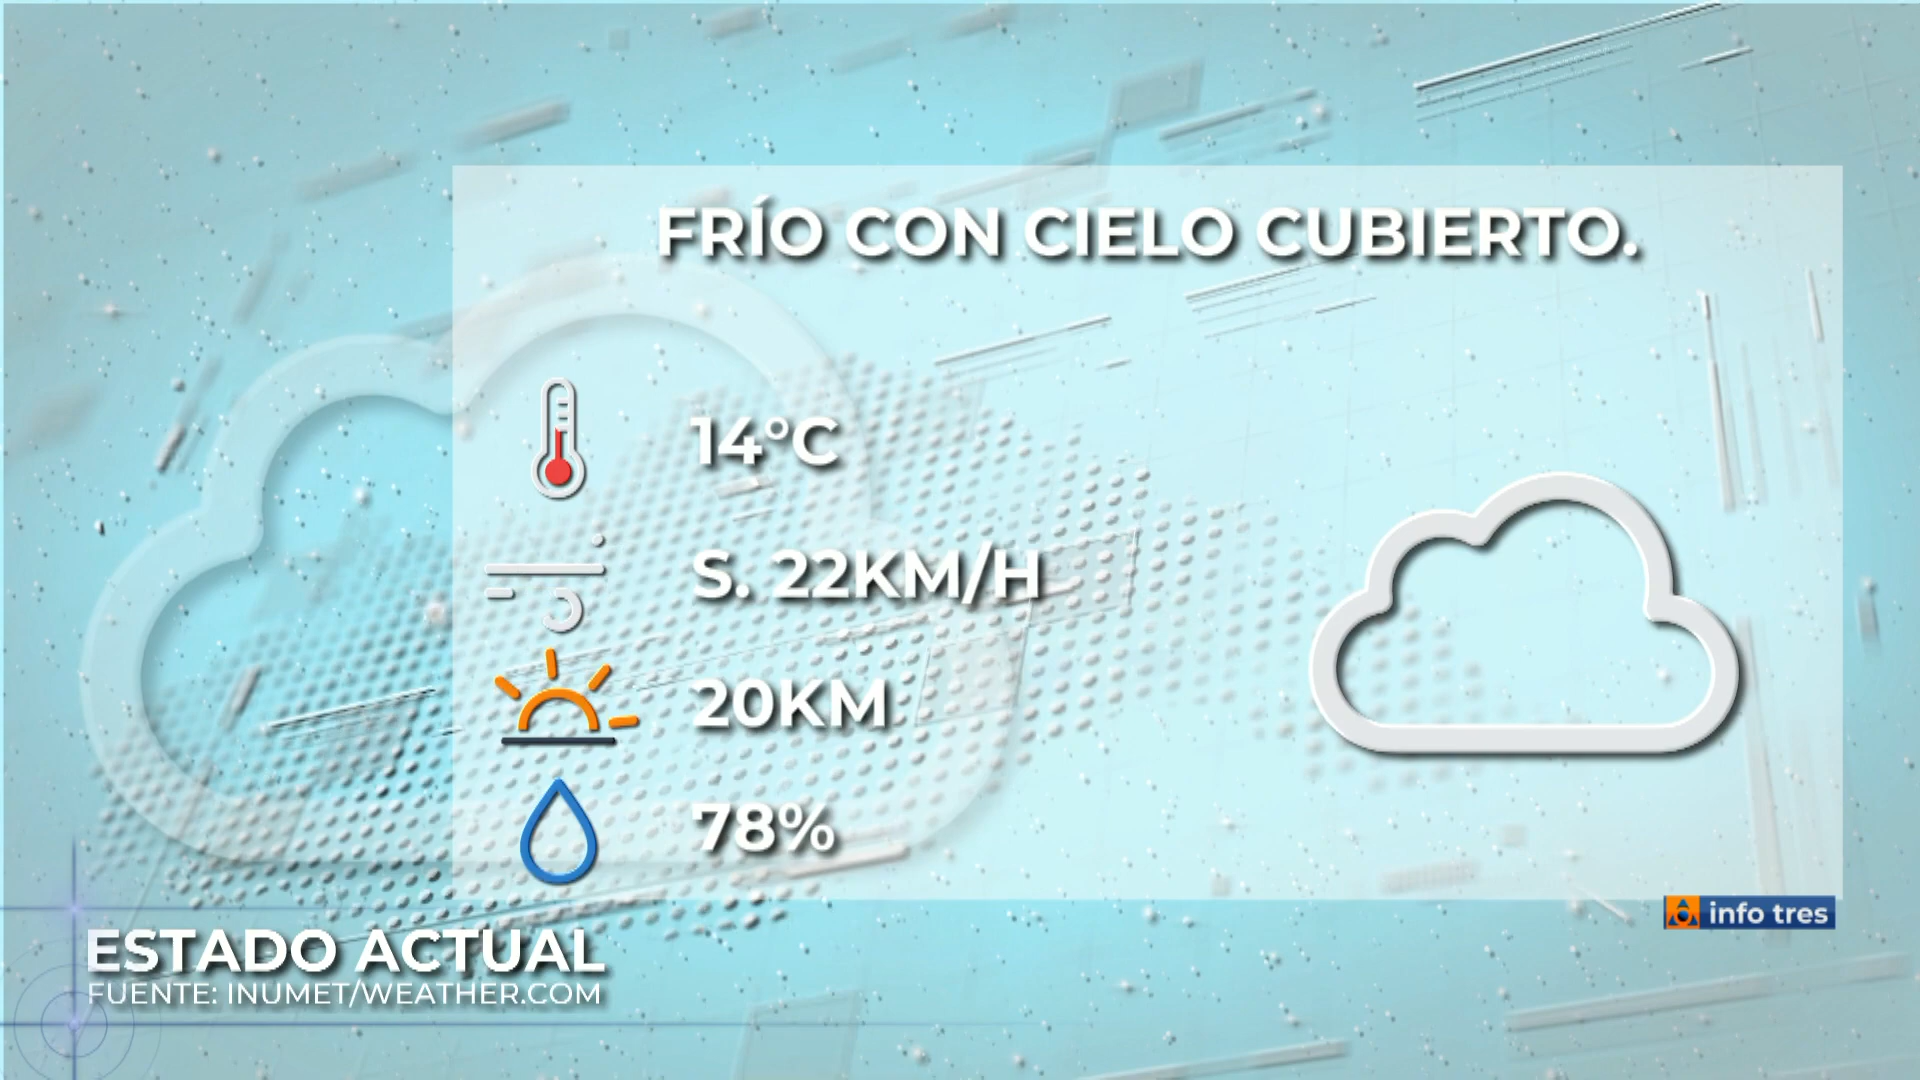 FRÍO CON CIELO CUBIERTO.
14°C
S. 22KM/H
20KM
78%
info tres
ESTADO ACTUAL
FUENTE: INUMET/WEATHER.COM